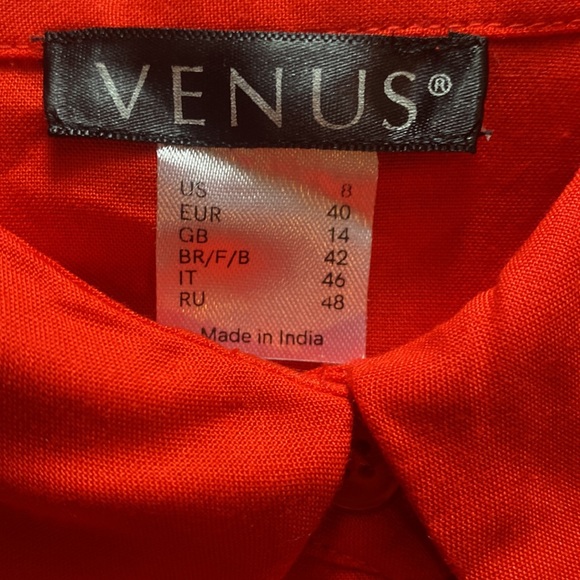 VENUS®
US 8
EUR 40
GB 14
BR/F/B 42
IT 46
RU 48
Made in India